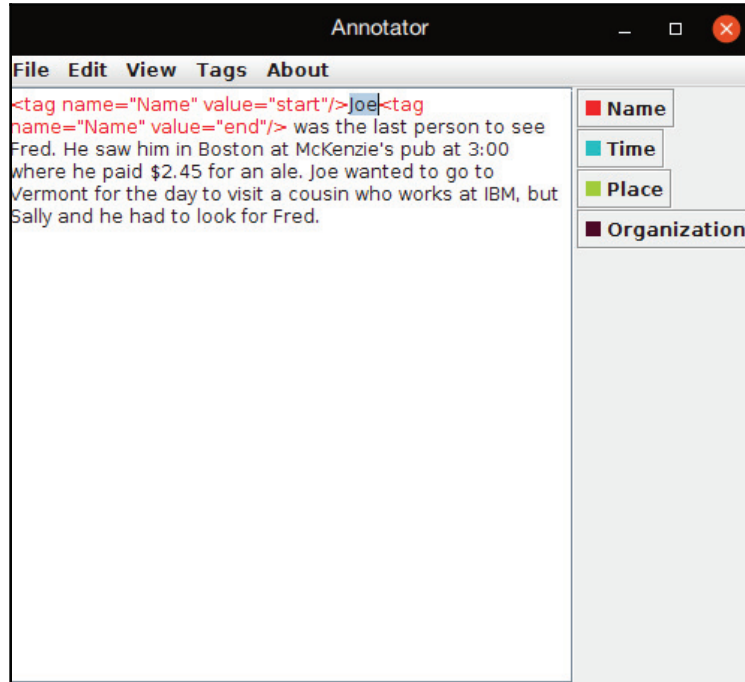 Annotator
File Edit View Tags About
<tag name="Name" value="start"/>Joe<tag
name="Name" value="end"/> was the last person to see
Fred. He saw him in Boston at McKenzie's pub at 3:00
where he paid $2.45 for an ale. Joe wanted to go to
Vermont for the day to visit a cousin who works at IBM, but
Sally and he had to look for Fred.
Name
Time
Place
Organization